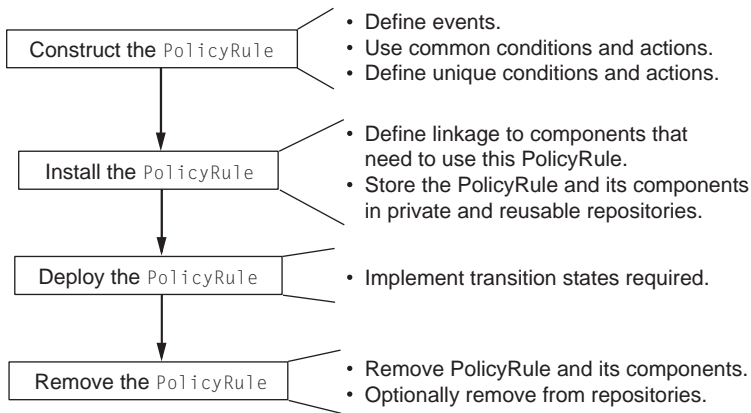 Construct the PolicyRule
• Define events.
• Use common conditions and actions.
• Define unique conditions and actions.
Install the PolicyRule
• Define linkage to components that
need to use this PolicyRule.
• Store the PolicyRule and its components
in private and reusable repositories.
Deploy the PolicyRule
• Implement transition states required.
Remove the PolicyRule
• Remove PolicyRule and its components.
• Optionally remove from repositories.